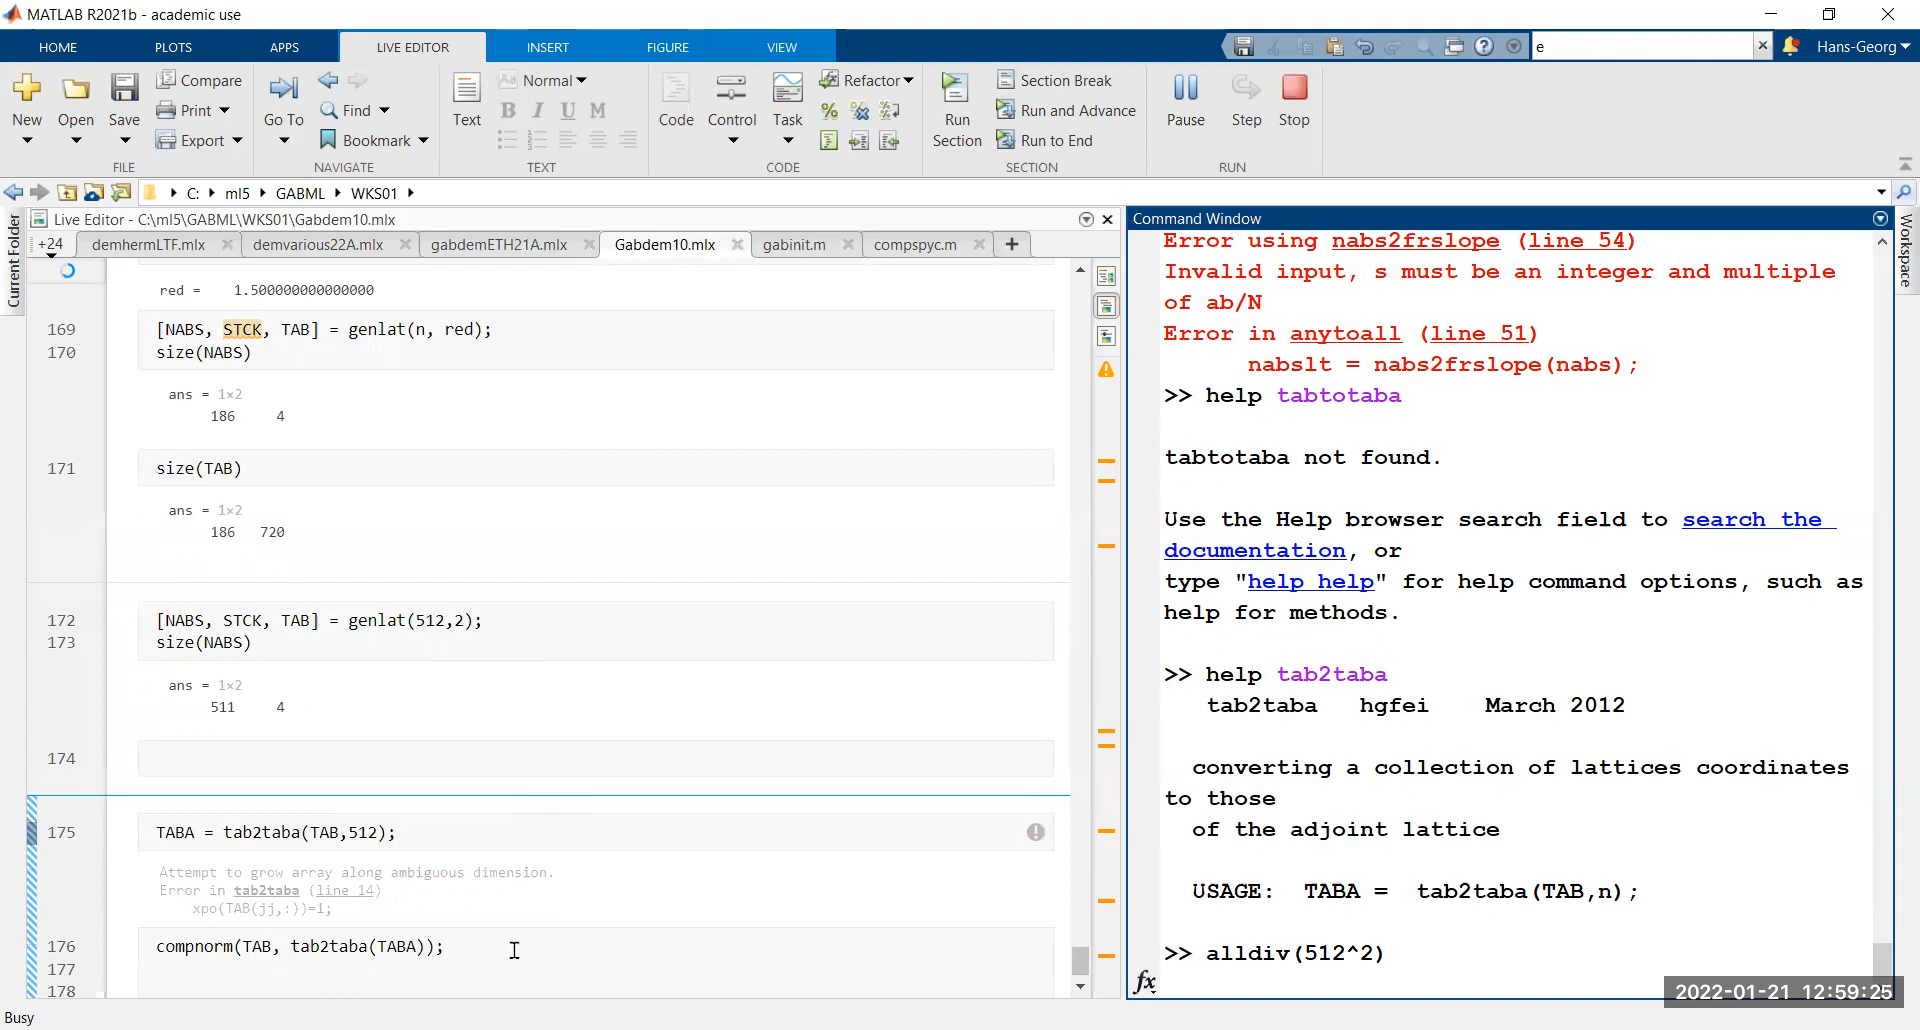 MATLAB R2021b - academic use
HOME PLOTS APPS LIVE EDITOR INSERT FIGURE VIEW e Hans-Georg
New Open Save Compare Print Export Go To Find Bookmark Text Aa Normal B I U M Code Control Task Refactor Run Section Section Break Run and Advance Run to End Pause Step Stop
FILE NAVIGATE TEXT CODE SECTION RUN
C: ml5 GABML WKS01
Current Folder
Live Editor - C:\ml5\GABML\WKS01\Gabdem10.mlx
+24 demhermLTF.mlx demvarious22A.mlx gabdemETH21A.mlx Gabdem10.mlx gabinit.m compspyc.m +
red = 1.500000000000000
169 [NABS, STCK, TAB] = genlat(n, red);
170 size(NABS)
ans = 1×2
186 4
171 size(TAB)
ans = 1×2
186 720
172 [NABS, STCK, TAB] = genlat(512,2);
173 size(NABS)
ans = 1×2
511 4
174
175 TABA = tab2taba(TAB,512);
Attempt to grow array along ambiguous dimension.
Error in tab2taba (line 14)
xpo(TAB(jj,:))=1;
176 compnorm(TAB, tab2taba(TABA));
177
178
Command Window
Workspace
Error using nabs2frslope (line 54)
Invalid input, s must be an integer and multiple
of ab/N
Error in anytoall (line 51)
nabslt = nabs2frslope(nabs);
>> help tabtotaba
tabtotaba not found.
Use the Help browser search field to search the
documentation, or
type "help help" for help command options, such as
help for methods.
>> help tab2taba
tab2taba hgfei March 2012
converting a collection of lattices coordinates
to those
of the adjoint lattice
USAGE: TABA = tab2taba(TAB,n);
>> alldiv(512^2)
fx
2022-01-21 12:59:25
Busy